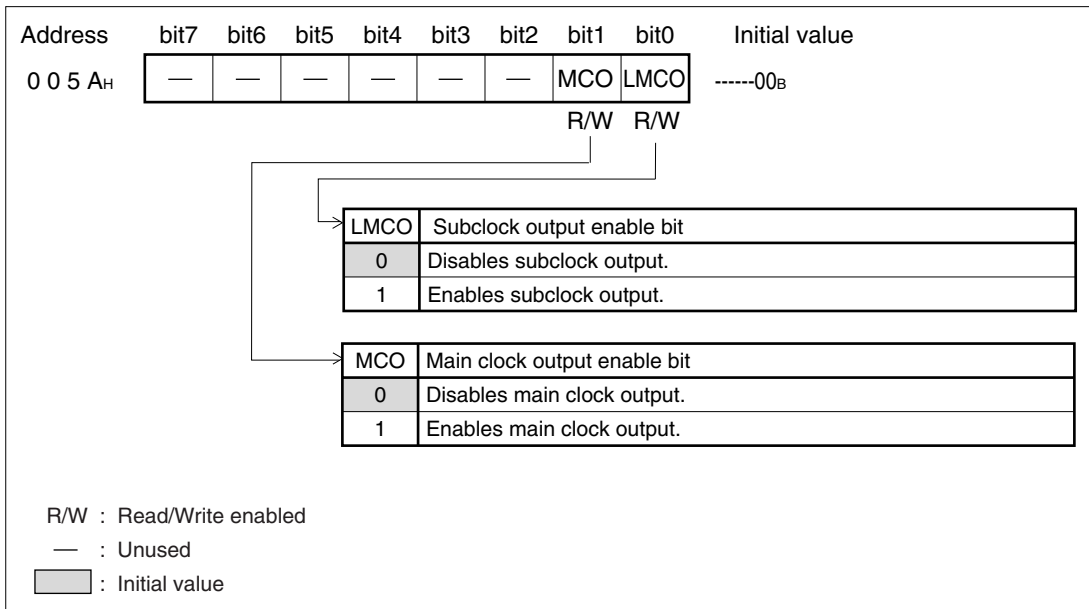 Address bit7 bit6 bit5 bit4 bit3 bit2 bit1 bit0 Initial value
0 0 5 AH — — — — — — MCO LMCO ------00B
R/W R/W
LMCO Subclock output enable bit
0 Disables subclock output.
1 Enables subclock output.
MCO Main clock output enable bit
0 Disables main clock output.
1 Enables main clock output.
R/W : Read/Write enabled
— : Unused
: Initial value